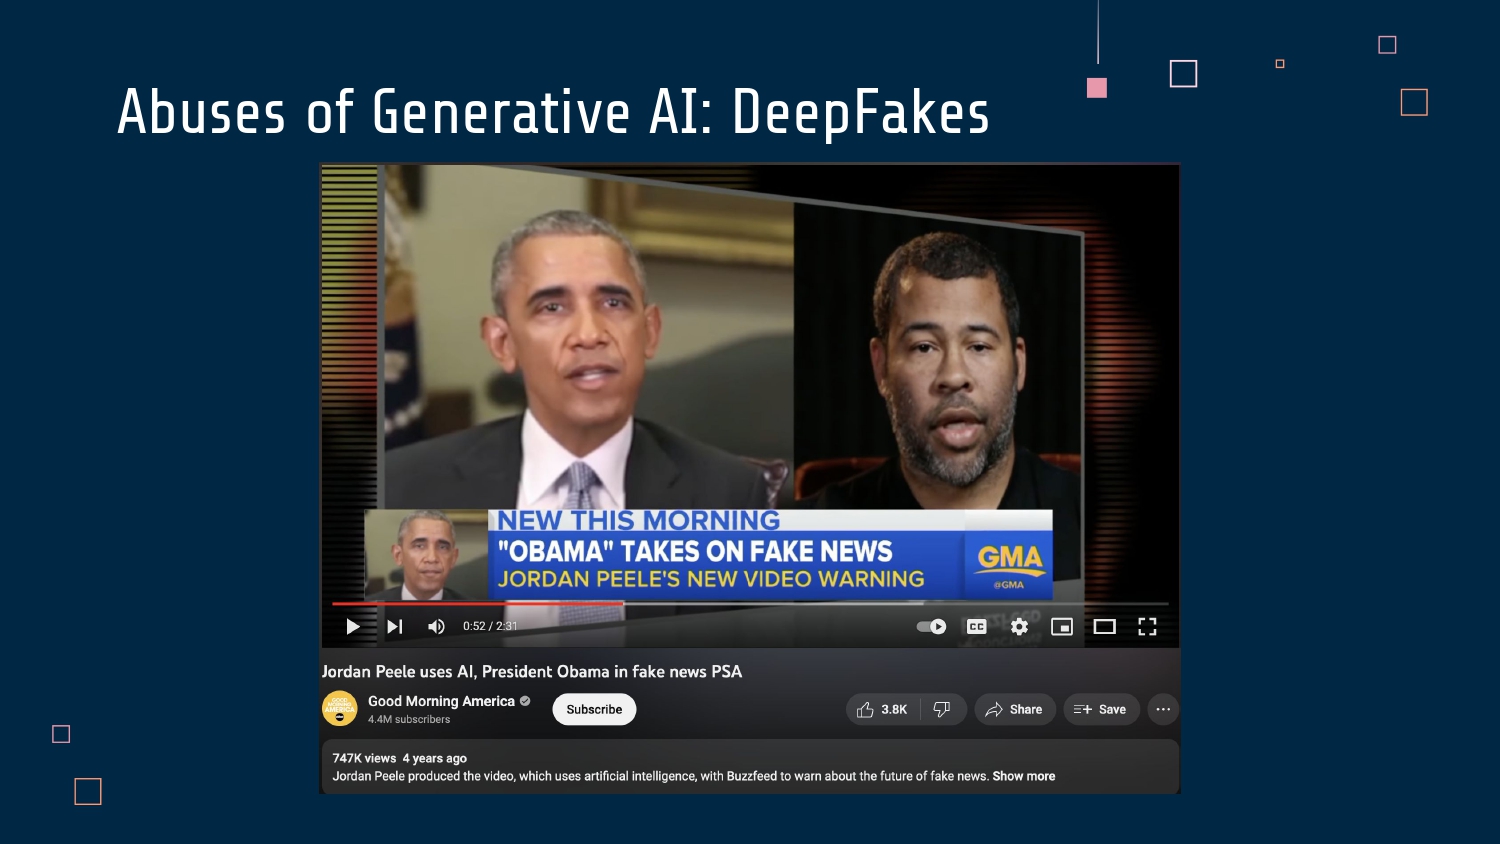 Abuses of Generative AI: DeepFakes
NEW THIS MORNING
"OBAMA" TAKES ON FAKE NEWS
JORDAN PEELE'S NEW VIDEO WARNING
GMA
@GMA
0:52 / 2:31
CC
Jordan Peele uses AI, President Obama in fake news PSA
GOOD MORNING AMERICA
Good Morning America
4.4M subscribers
Subscribe
3.8K
Share
Save
747K views 4 years ago
Jordan Peele produced the video, which uses artificial intelligence, with Buzzfeed to warn about the future of fake news. Show more